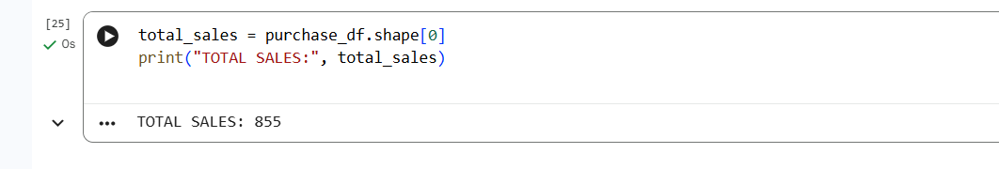 [25]
0s
total_sales = purchase_df.shape[0]
print("TOTAL SALES:", total_sales)
TOTAL SALES: 855